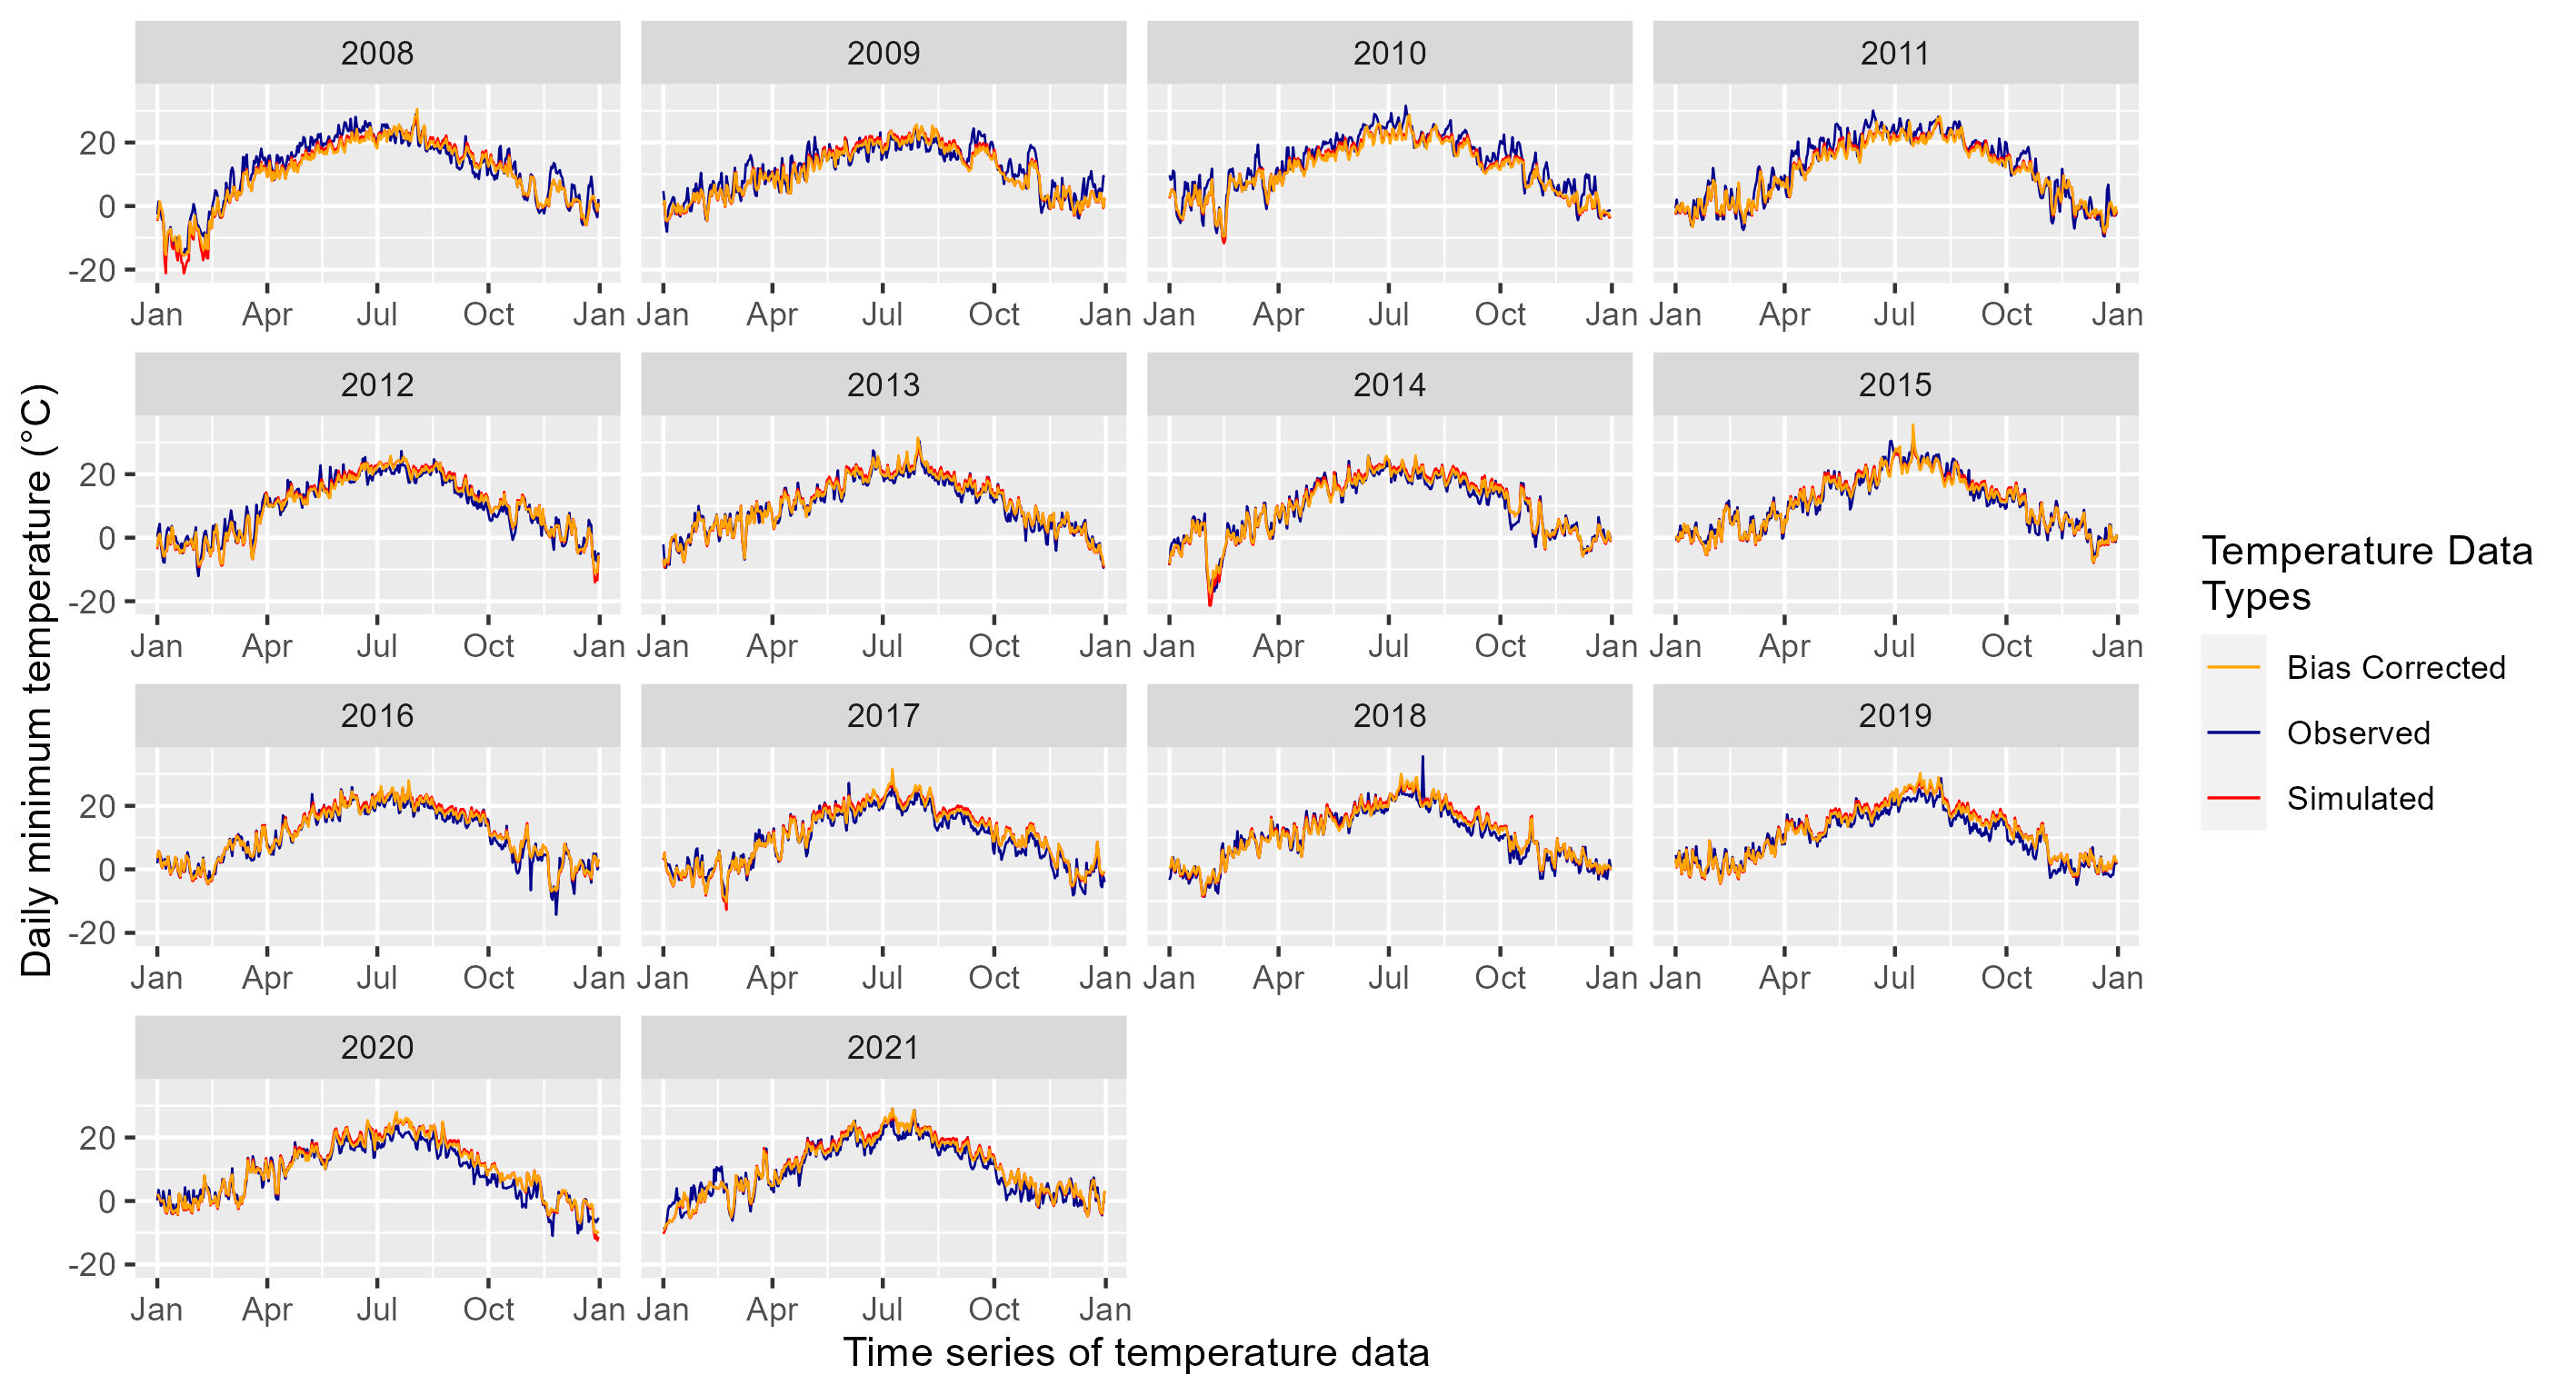 2008 2009 2010 2011
20
0
-20
Jan Apr Jul Oct Jan Jan Apr Jul Oct Jan Jan Apr Jul Oct Jan Jan Apr Jul Oct Jan
2012 2013 2014 2015
20
0
-20
Jan Apr Jul Oct Jan Jan Apr Jul Oct Jan Jan Apr Jul Oct Jan Jan Apr Jul Oct Jan
2016 2017 2018 2019
20
0
-20
Jan Apr Jul Oct Jan Jan Apr Jul Oct Jan Jan Apr Jul Oct Jan Jan Apr Jul Oct Jan
2020 2021
20
0
-20
Jan Apr Jul Oct Jan Jan Apr Jul Oct Jan
Daily minimum temperature (°C)
Time series of temperature data
Temperature Data
Types
Bias Corrected
Observed
Simulated